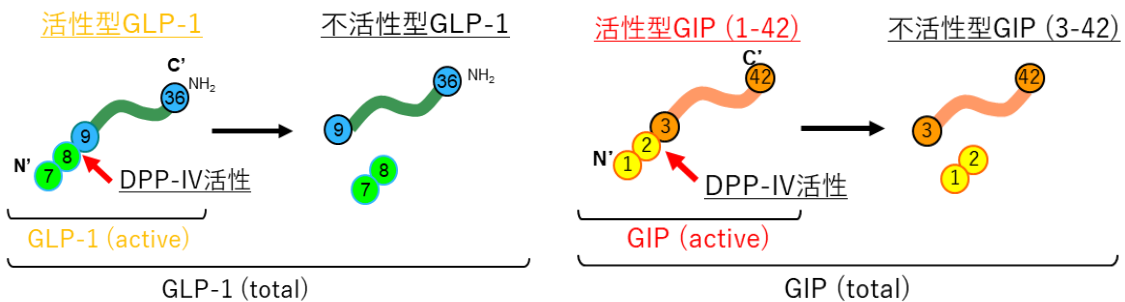 活性型GLP-1
不活性型GLP-1
C’
36
NH2
9
8
7
N’
DPP-IV活性
36
NH2
9
8
7
GLP-1 (active)
GLP-1 (total)
活性型GIP (1-42)
不活性型GIP (3-42)
C’
42
3
2
1
N’
DPP-IV活性
42
3
2
1
GIP (active)
GIP (total)